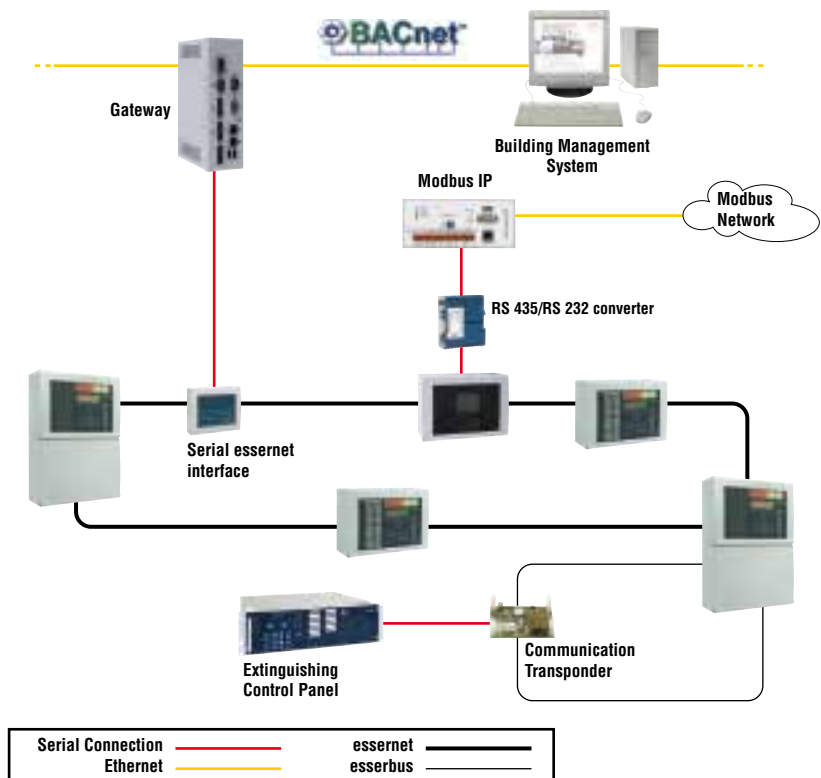 BACnet™
Gateway
Building Management
System
Modbus IP
Modbus
Network
RS 435/RS 232 converter
Serial essernet
interface
Extinguishing
Control Panel
Communication
Transponder
Serial Connection
essernet
Ethernet
esserbus